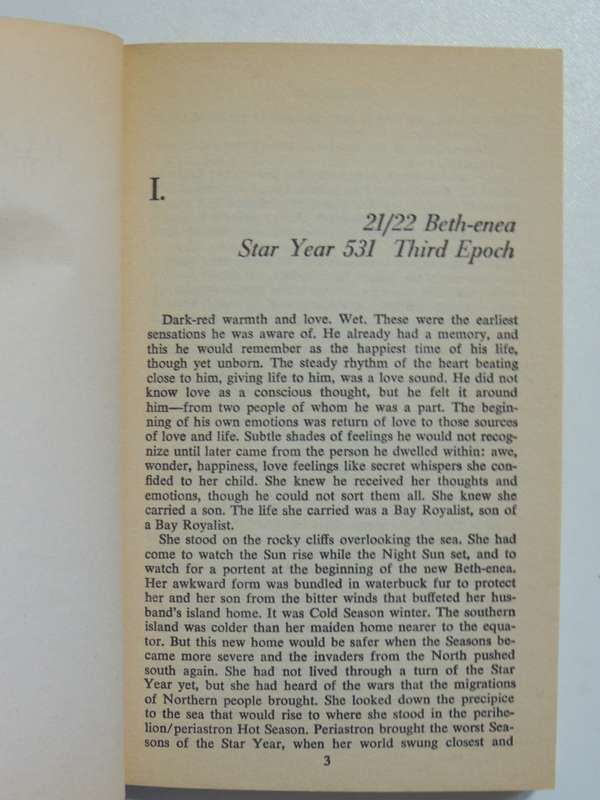 I.
21/22 Beth-enea
Star Year 531 Third Epoch
Dark-red warmth and love. Wet. These were the earliest
sensations he was aware of. He already had a memory, and
this he would remember as the happiest time of his life,
though yet unborn. The steady rhythm of the heart beating
close to him, giving life to him, was a love sound. He did not
know love as a conscious thought, but he felt it around
him—from two people of whom he was a part. The begin-
ning of his own emotions was return of love to those sources
of love and life. Subtle shades of feelings he would not recog-
nize until later came from the person he dwelled within: awe,
wonder, happiness, love feelings like secret whispers she con-
fided to her child. She knew he received her thoughts and
emotions, though he could not sort them all. She knew she
carried a son. The life she carried was a Bay Royalist, son of
a Bay Royalist.
She stood on the rocky cliffs overlooking the sea. She had
come to watch the Sun rise while the Night Sun set, and to
watch for a portent at the beginning of the new Beth-enea.
Her awkward form was bundled in waterbuck fur to protect
her and her son from the bitter winds that buffeted her hus-
band's island home. It was Cold Season winter. The southern
island was colder than her maiden home nearer to the equa-
tor. But this new home would be safer when the Seasons be-
came more severe and the invaders from the North pushed
south again. She had not lived through a turn of the Star
Year yet, but she had heard of the wars that the migrations
of Northern people brought. She looked down the precipice
to the sea that would rise to where she stood in the perihe-
lion/periastron Hot Season. Periastron brought the worst Sea-
sons of the Star Year, when her world swung closest and
3